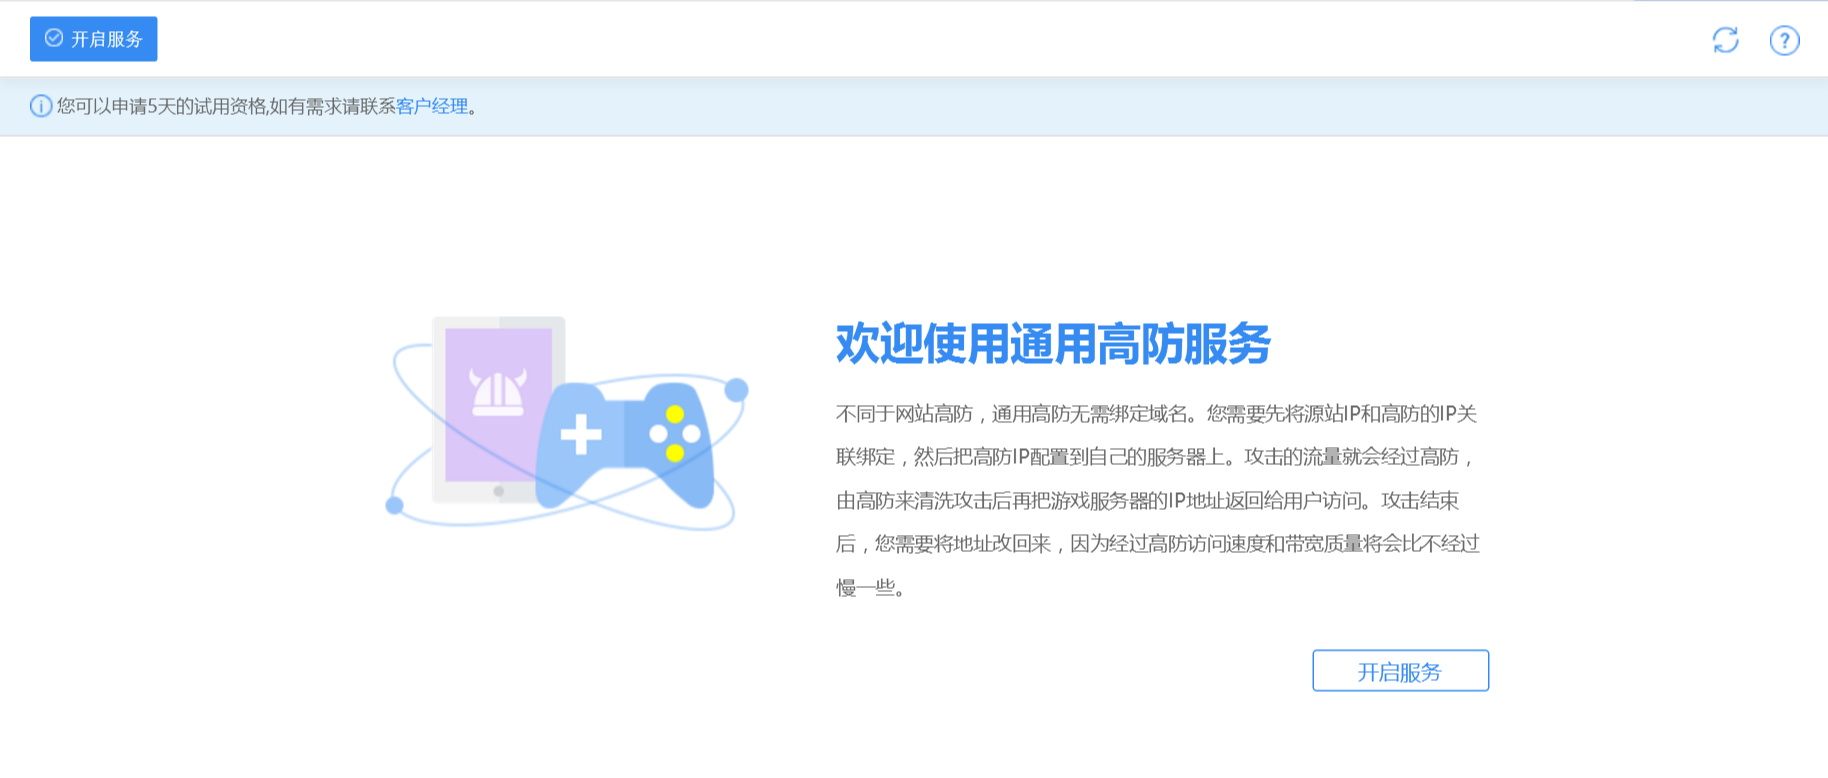 开启服务
您可以申请5天的试用资格,如有需求请联系客户经理。
欢迎使用通用高防服务
不同于网站高防，通用高防无需绑定域名。您需要先将源站IP和高防的IP关
联绑定，然后把高防IP配置到自己的服务器上。攻击的流量就会经过高防，
由高防来清洗攻击后再把游戏服务器的IP地址返回给用户访问。攻击结束
后，您需要将地址改回来，因为经过高防访问速度和带宽质量将会比不经过
慢一些。
开启服务